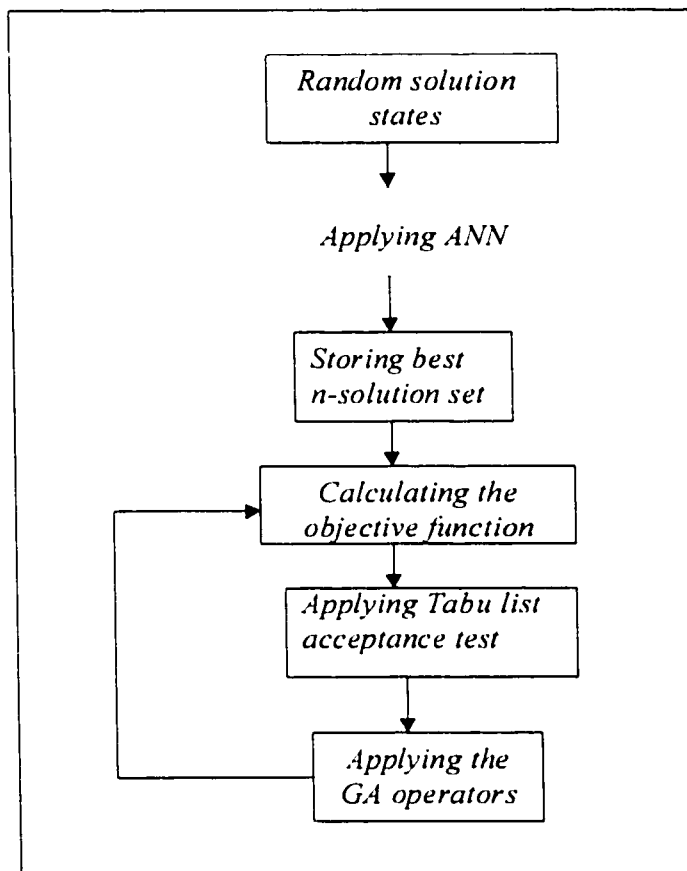 Random solution
states
Applying ANN
Storing best
n-solution set
Calculating the
objective function
Applying Tabu list
acceptance test
Applying the
GA operators